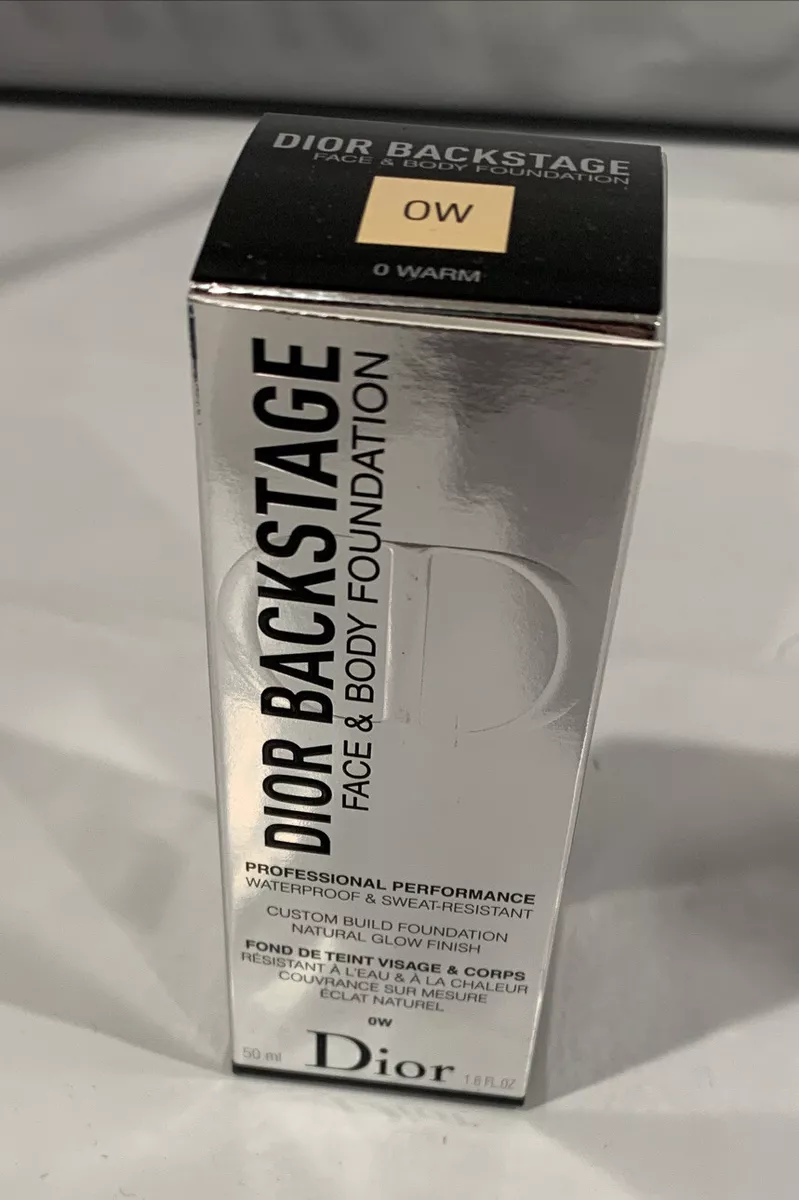 DIOR BACKSTAGE
FACE & BODY FOUNDATION
OW
0 WARM
DIOR BACKSTAGE
FACE & BODY FOUNDATION
PROFESSIONAL PERFORMANCE
WATERPROOF & SWEAT-RESISTANT
CUSTOM BUILD FOUNDATION
NATURAL GLOW FINISH
FOND DE TEINT VISAGE & CORPS
RÉSISTANT À L'EAU & À LA CHALEUR
COUVRANCE SUR MESURE
ÉCLAT NATUREL
0W
50 ml Dior 1.6 FL.OZ